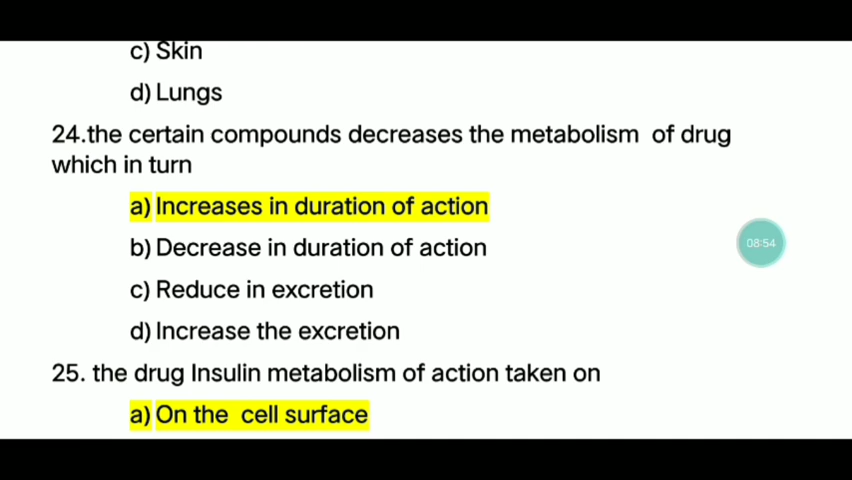 c) Skin
d) Lungs
24.the certain compounds decreases the metabolism of drug
which in turn
a) Increases in duration of action
08:54
b) Decrease in duration of action
c) Reduce in excretion
d) Increase the excretion
25. the drug Insulin metabolism of action taken on
a) On the cell surface